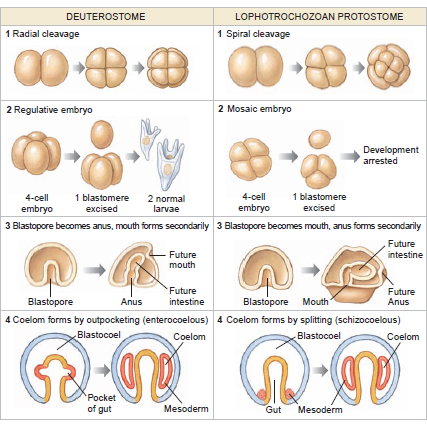 DEUTEROSTOME
LOPHOTROCHOZOAN PROTOSTOME
1 Radial cleavage
1 Spiral cleavage
2 Regulative embryo
4-cell
embryo
1 blastomere
excised
2 normal
larvae
2 Mosaic embryo
4-cell
embryo
1 blastomere
excised
Development
arrested
3 Blastopore becomes anus, mouth forms secondarily
Future
mouth
Future
intestine
Blastopore
Anus
3 Blastopore becomes mouth, anus forms secondarily
Future
intestine
Future
Anus
Blastopore
Mouth
4 Coelom forms by outpocketing (enterocoelous)
Blastocoel
Coelom
Pocket
of gut
Mesoderm
4 Coelom forms by splitting (schizocoelous)
Blastocoel
Coelom
Gut
Mesoderm